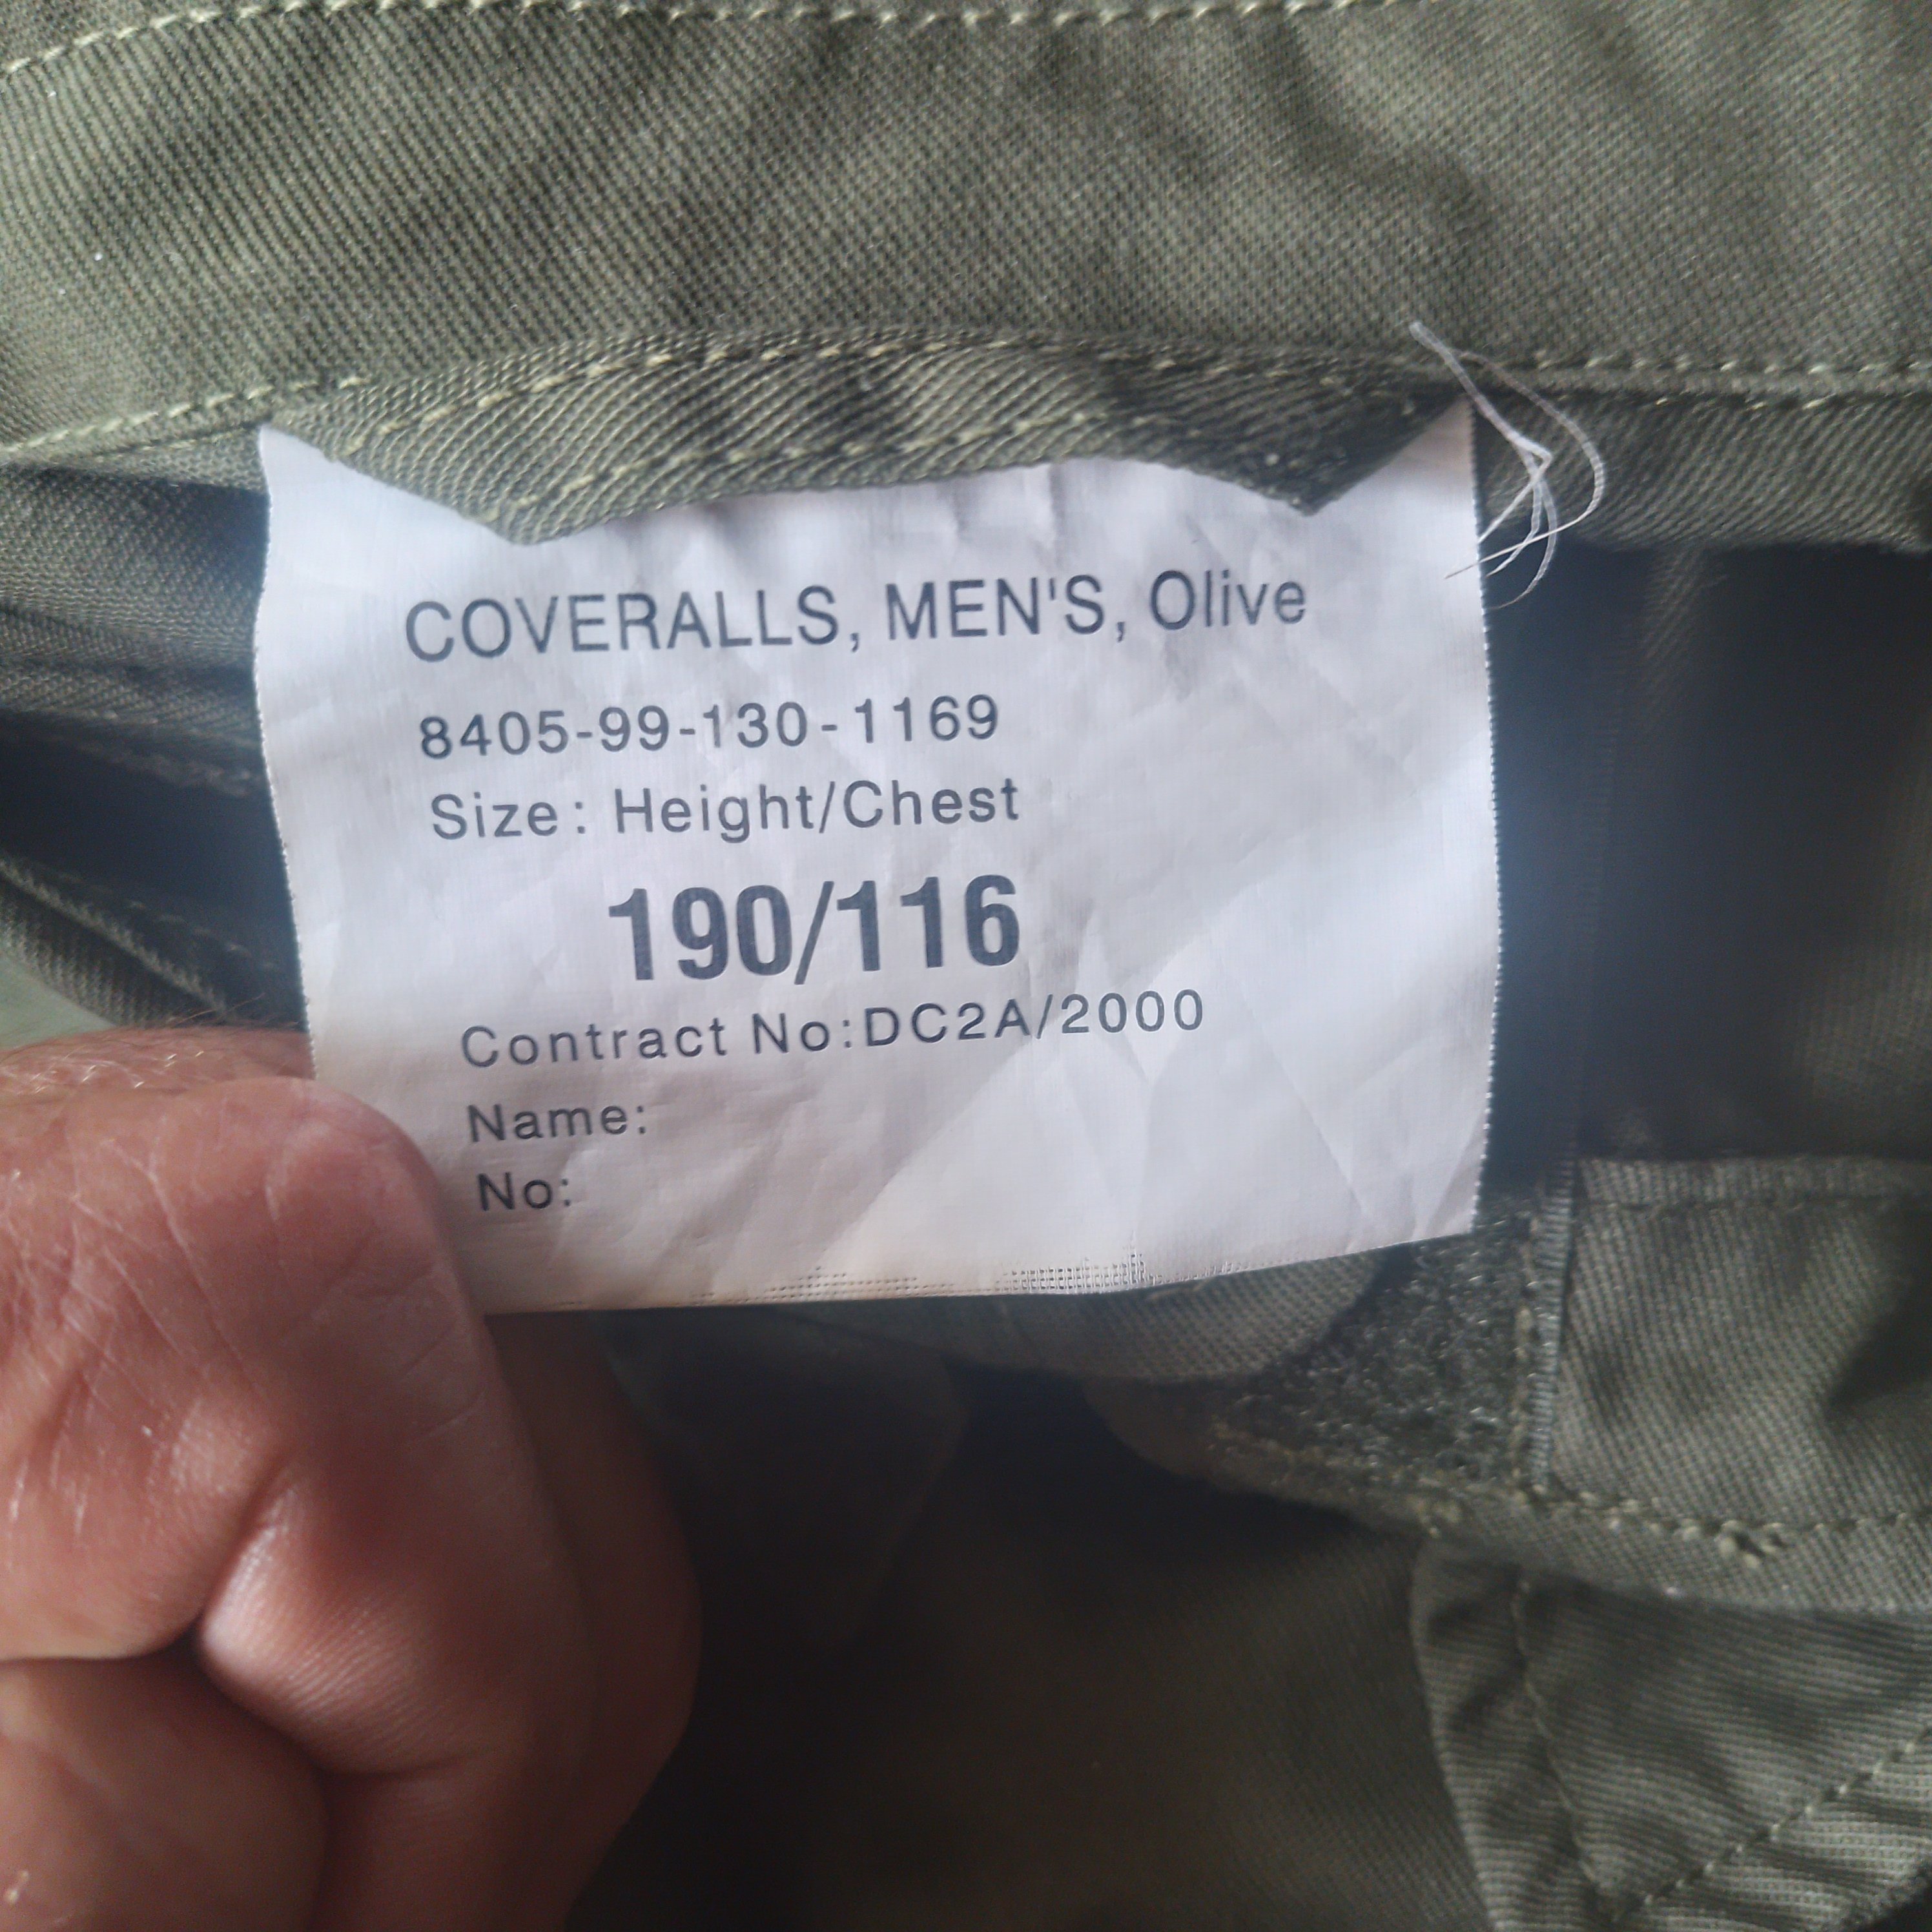 COVERALLS, MEN'S, Olive
8405-99-130-1169
Size: Height/Chest
190/116
Contract No:DC2A/2000
Name:
No: